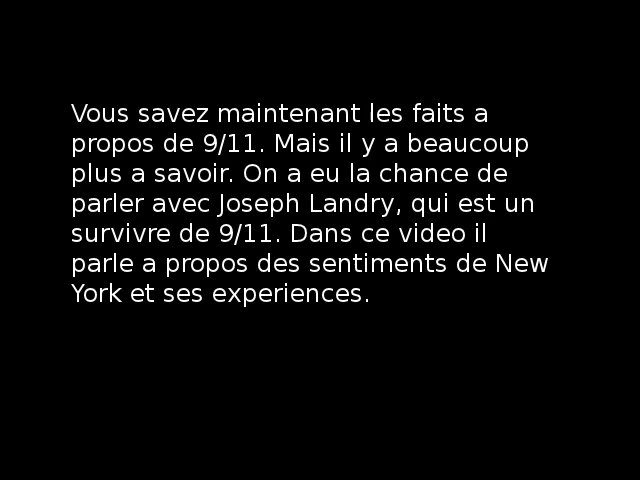 Vous savez maintenant les faits a
propos de 9/11. Mais il y a beaucoup
plus a savoir. On a eu la chance de
parler avec Joseph Landry, qui est un
survivre de 9/11. Dans ce video il
parle a propos des sentiments de New
York et ses experiences.